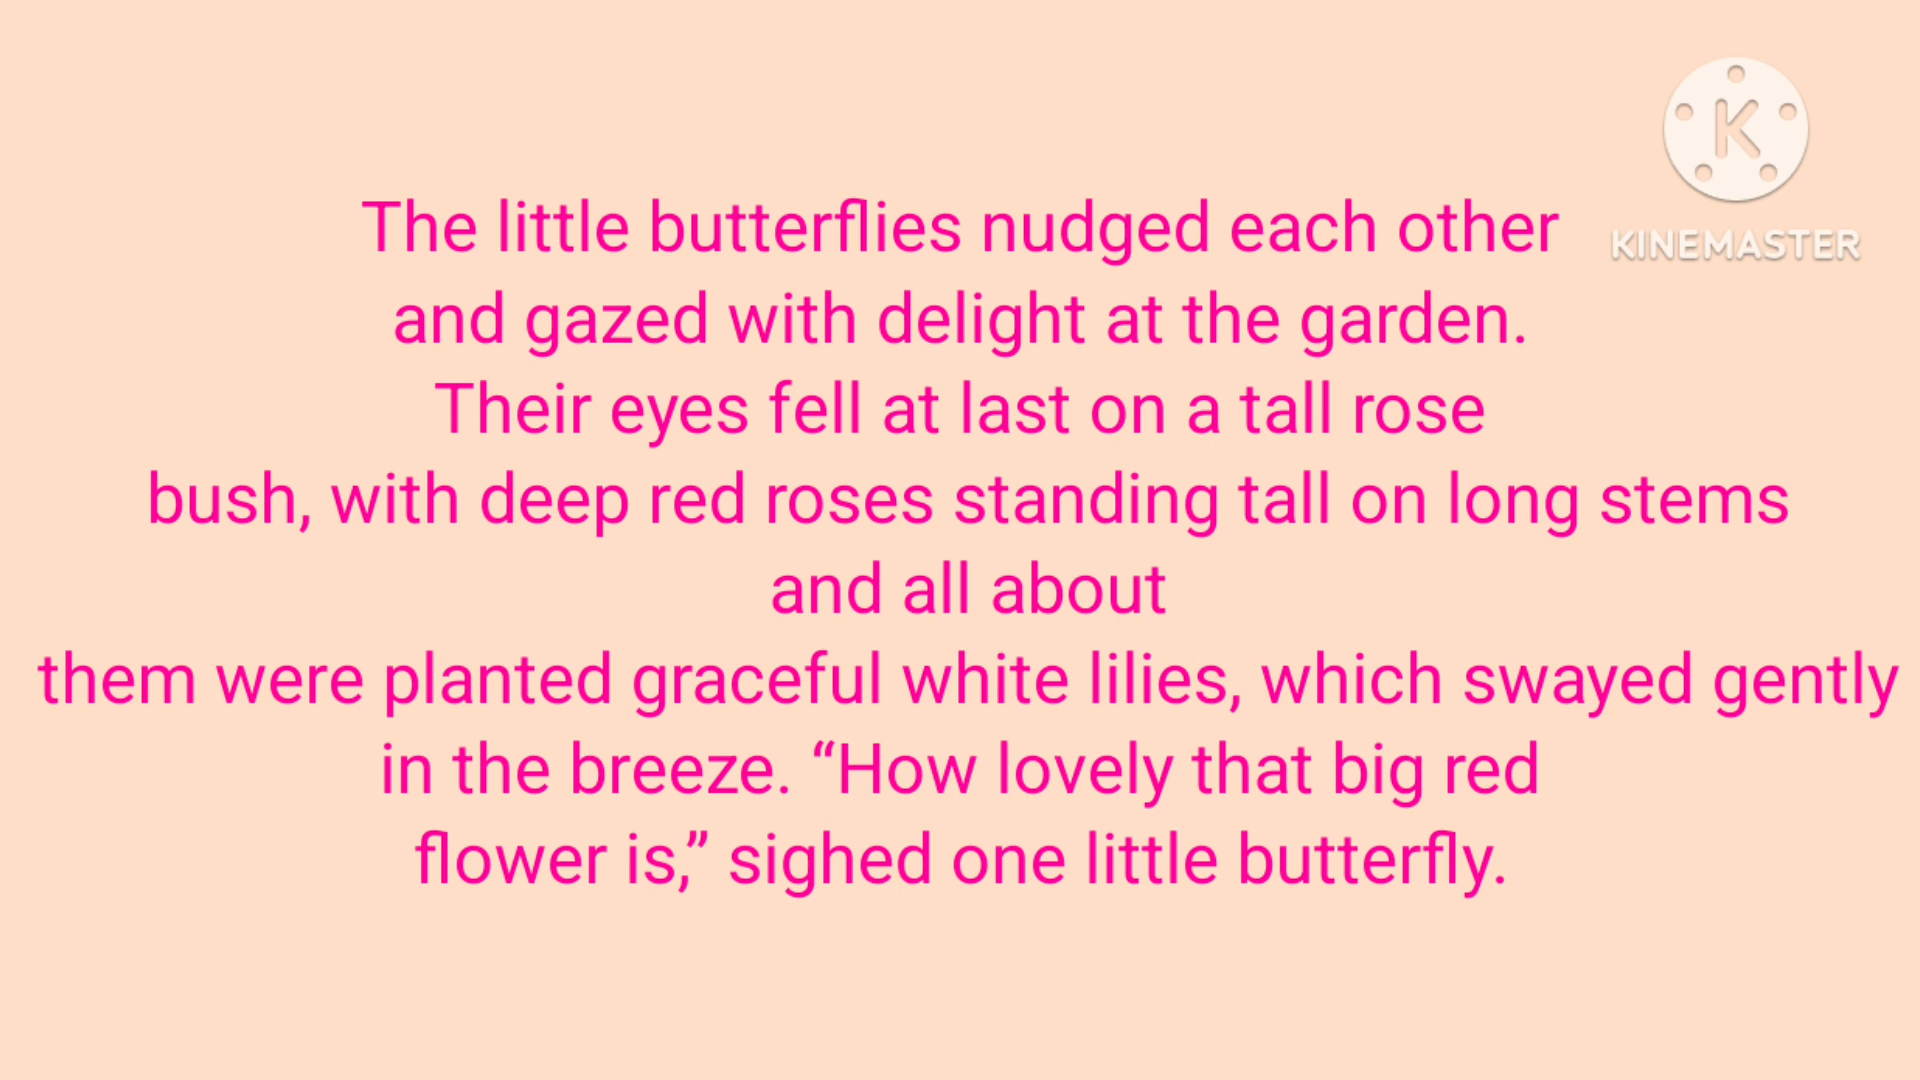 The little butterflies nudged each other
and gazed with delight at the garden.
Their eyes fell at last on a tall rose
bush, with deep red roses standing tall on long stems
and all about
them were planted graceful white lilies, which swayed gently
in the breeze. “How lovely that big red
flower is,” sighed one little butterfly.
K
KINEMASTER